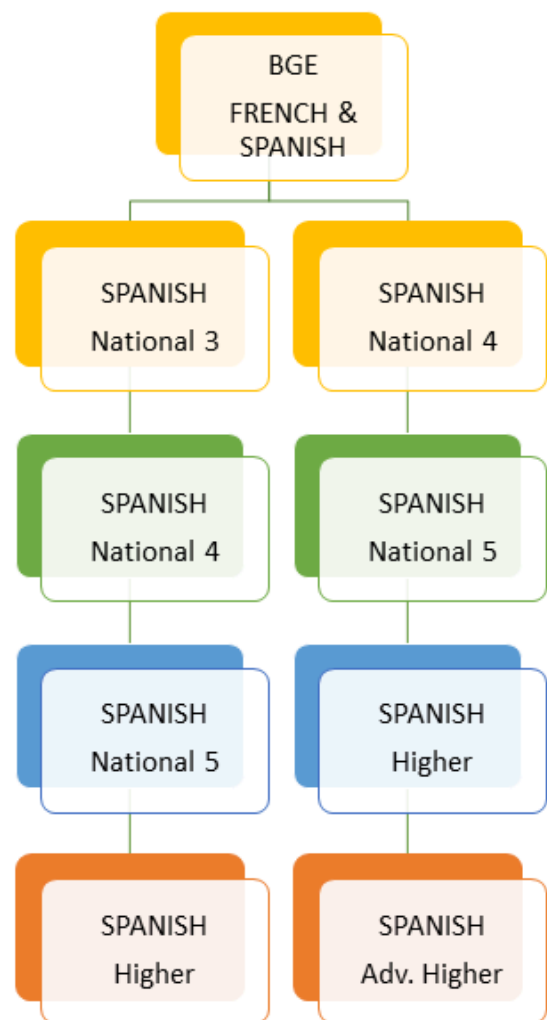 BGE
FRENCH &
SPANISH
SPANISH
National 3
SPANISH
National 4
SPANISH
National 4
SPANISH
National 5
SPANISH
National 5
SPANISH
Higher
SPANISH
Higher
SPANISH
Adv. Higher